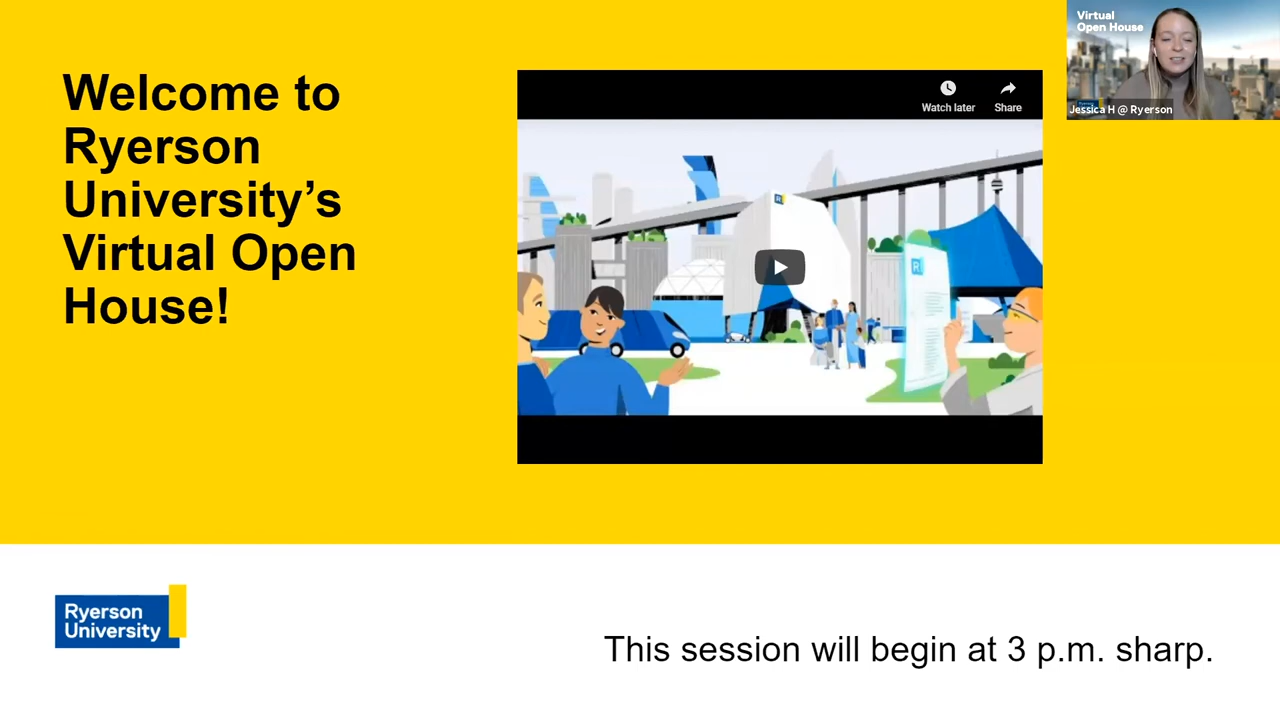 Welcome to
Ryerson
University’s
Virtual Open
House!
Watch later
Share
R
R
Virtual
Open House
Jessica H @ Ryerson
Ryerson
University
This session will begin at 3 p.m. sharp.